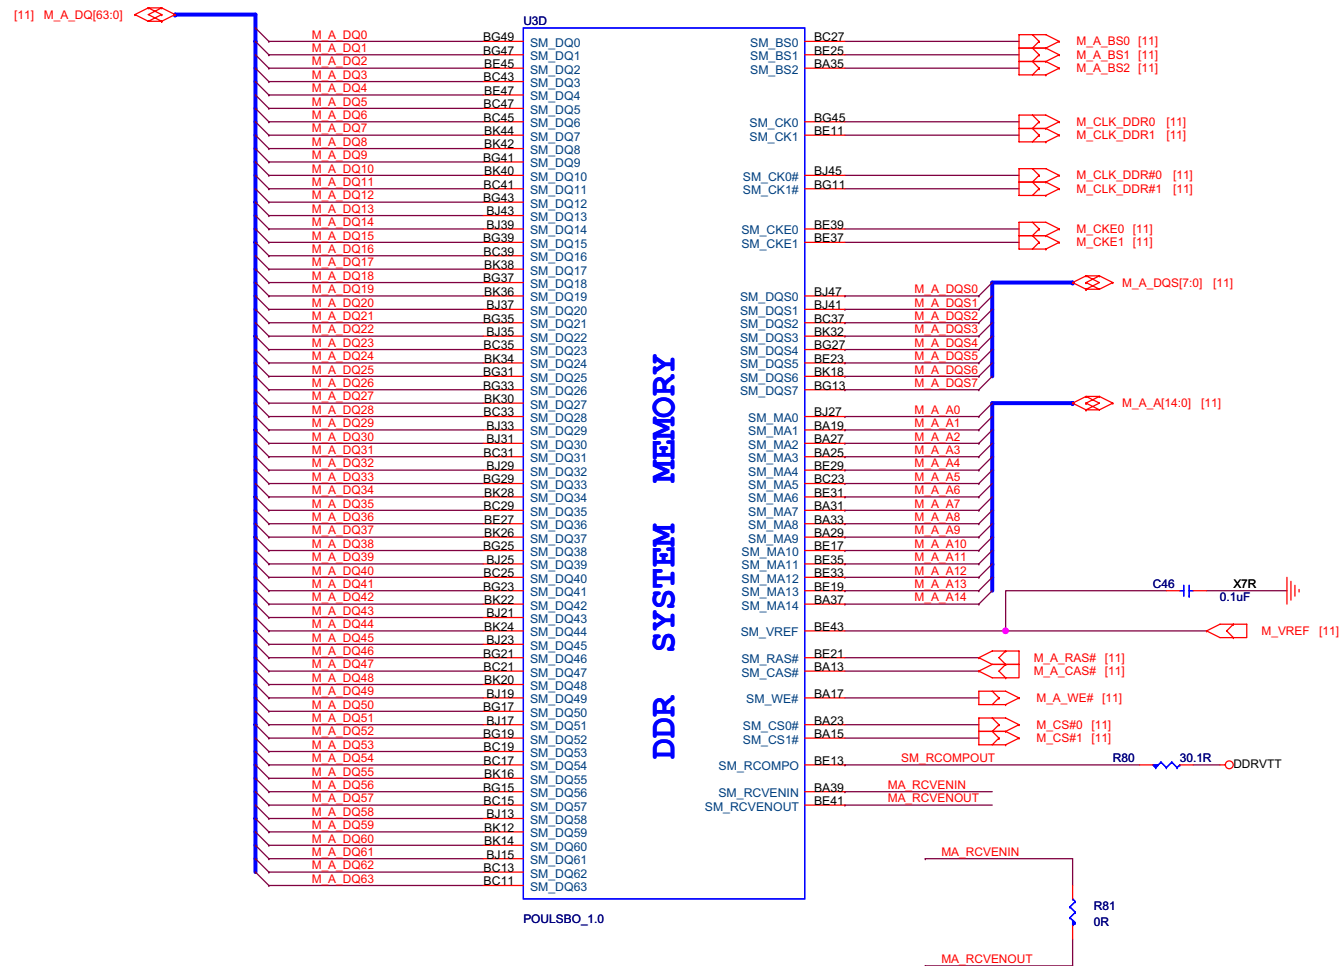 [11] M_A_DQ[63:0]
U3D
M_A_DQ0 BG49 SM_DQ0
M_A_DQ1 BG47 SM_DQ1
M_A_DQ2 BE45 SM_DQ2
M_A_DQ3 BC43 SM_DQ3
M_A_DQ4 BE47 SM_DQ4
M_A_DQ5 BC47 SM_DQ5
M_A_DQ6 BC45 SM_DQ6
M_A_DQ7 BK44 SM_DQ7
M_A_DQ8 BK42 SM_DQ8
M_A_DQ9 BG41 SM_DQ9
M_A_DQ10 BK40 SM_DQ10
M_A_DQ11 BC41 SM_DQ11
M_A_DQ12 BG43 SM_DQ12
M_A_DQ13 BJ43 SM_DQ13
M_A_DQ14 BJ39 SM_DQ14
M_A_DQ15 BG39 SM_DQ15
M_A_DQ16 BC39 SM_DQ16
M_A_DQ17 BK38 SM_DQ17
M_A_DQ18 BG37 SM_DQ18
M_A_DQ19 BK36 SM_DQ19
M_A_DQ20 BJ37 SM_DQ20
M_A_DQ21 BG35 SM_DQ21
M_A_DQ22 BJ35 SM_DQ22
M_A_DQ23 BC35 SM_DQ23
M_A_DQ24 BK34 SM_DQ24
M_A_DQ25 BG31 SM_DQ25
M_A_DQ26 BG33 SM_DQ26
M_A_DQ27 BK30 SM_DQ27
M_A_DQ28 BC33 SM_DQ28
M_A_DQ29 BJ33 SM_DQ29
M_A_DQ30 BJ31 SM_DQ30
M_A_DQ31 BC31 SM_DQ31
M_A_DQ32 BJ29 SM_DQ32
M_A_DQ33 BG29 SM_DQ33
M_A_DQ34 BK28 SM_DQ34
M_A_DQ35 BC29 SM_DQ35
M_A_DQ36 BE27 SM_DQ36
M_A_DQ37 BK26 SM_DQ37
M_A_DQ38 BG25 SM_DQ38
M_A_DQ39 BJ25 SM_DQ39
M_A_DQ40 BC25 SM_DQ40
M_A_DQ41 BG23 SM_DQ41
M_A_DQ42 BK22 SM_DQ42
M_A_DQ43 BJ21 SM_DQ43
M_A_DQ44 BK24 SM_DQ44
M_A_DQ45 BJ23 SM_DQ45
M_A_DQ46 BG21 SM_DQ46
M_A_DQ47 BC21 SM_DQ47
M_A_DQ48 BK20 SM_DQ48
M_A_DQ49 BJ19 SM_DQ49
M_A_DQ50 BG17 SM_DQ50
M_A_DQ51 BJ17 SM_DQ51
M_A_DQ52 BG19 SM_DQ52
M_A_DQ53 BC19 SM_DQ53
M_A_DQ54 BC17 SM_DQ54
M_A_DQ55 BK16 SM_DQ55
M_A_DQ56 BG15 SM_DQ56
M_A_DQ57 BC15 SM_DQ57
M_A_DQ58 BJ13 SM_DQ58
M_A_DQ59 BK12 SM_DQ59
M_A_DQ60 BK14 SM_DQ60
M_A_DQ61 BJ15 SM_DQ61
M_A_DQ62 BC13 SM_DQ62
M_A_DQ63 BC11 SM_DQ63
DDR SYSTEM MEMORY
SM_BS0 BC27 M_A_BS0 [11]
SM_BS1 BE25 M_A_BS1 [11]
SM_BS2 BA35 M_A_BS2 [11]
SM_CK0 BG45 M_CLK_DDR0 [11]
SM_CK1 BE11 M_CLK_DDR1 [11]
SM_CK0# BJ45 M_CLK_DDR#0 [11]
SM_CK1# BG11 M_CLK_DDR#1 [11]
SM_CKE0 BE39 M_CKE0 [11]
SM_CKE1 BE37 M_CKE1 [11]
M_A_DQS[7:0] [11]
SM_DQS0 BJ47 M_A_DQS0
SM_DQS1 BJ41 M_A_DQS1
SM_DQS2 BC37 M_A_DQS2
SM_DQS3 BK32 M_A_DQS3
SM_DQS4 BG27 M_A_DQS4
SM_DQS5 BE23 M_A_DQS5
SM_DQS6 BK18 M_A_DQS6
SM_DQS7 BG13 M_A_DQS7
M_A_A[14:0] [11]
SM_MA0 BJ27 M_A_A0
SM_MA1 BA19 M_A_A1
SM_MA2 BA27 M_A_A2
SM_MA3 BA25 M_A_A3
SM_MA4 BE29 M_A_A4
SM_MA5 BC23 M_A_A5
SM_MA6 BE31 M_A_A6
SM_MA7 BA31 M_A_A7
SM_MA8 BA33 M_A_A8
SM_MA9 BA29 M_A_A9
SM_MA10 BE17 M_A_A10
SM_MA11 BE35 M_A_A11
SM_MA12 BE33 M_A_A12
SM_MA13 BE19 M_A_A13
SM_MA14 BA37 M_A_A14
C46 X7R
0.1uF
SM_VREF BE43 M_VREF [11]
SM_RAS# BE21 M_A_RAS# [11]
SM_CAS# BA13 M_A_CAS# [11]
SM_WE# BA17 M_A_WE# [11]
SM_CS0# BA23 M_CS#0 [11]
SM_CS1# BA15 M_CS#1 [11]
SM_RCOMPO BE13 SM_RCOMPOUT R80 30.1R DDRVTT
SM_RCVENIN BA39 MA_RCVENIN
SM_RCVENOUT BE41 MA_RCVENOUT
MA_RCVENIN
R81
0R
MA_RCVENOUT
POULSBO_1.0